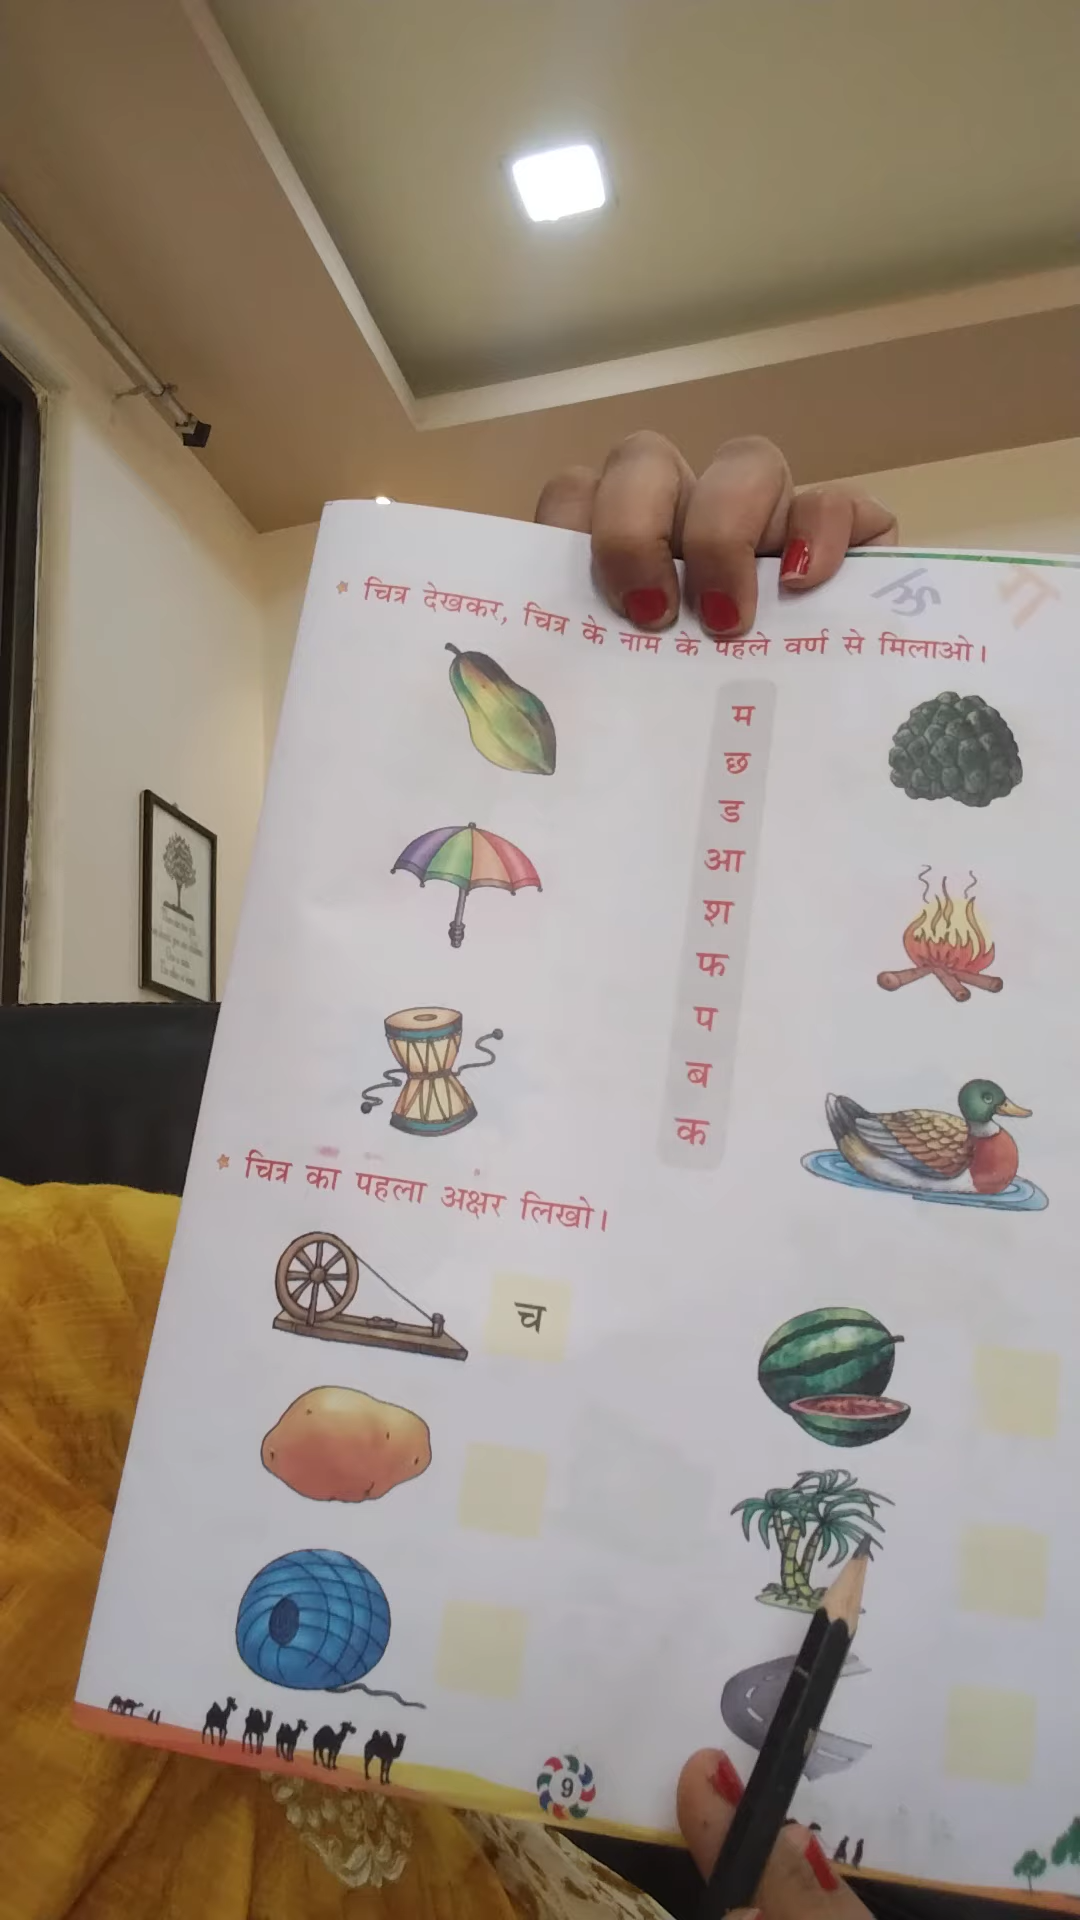 चित्र देखकर, चित्र के नाम के पहले वर्ण से मिलाओ।
म
छ
ड
आ
श
फ
प
ब
क
चित्र का पहला अक्षर लिखो।
च
9